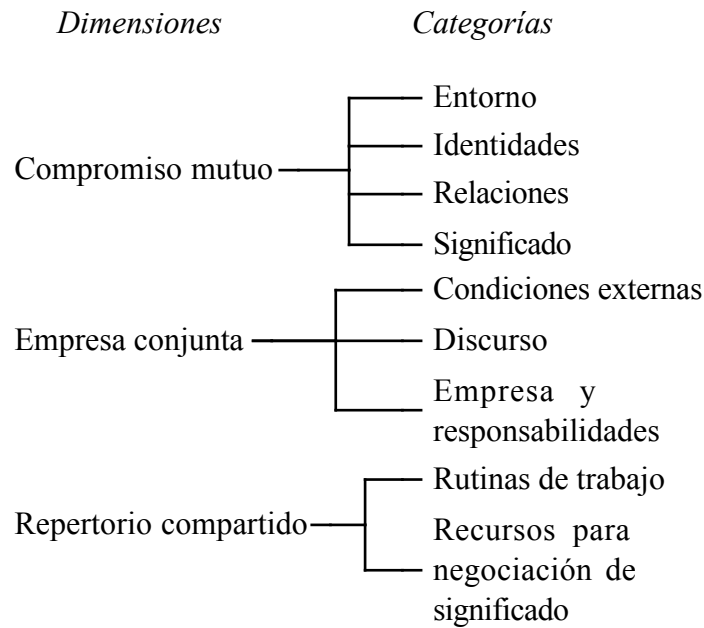 Dimensiones Categorías
Entorno
Identidades
Compromiso mutuo
Relaciones
Significado
Condiciones externas
Empresa conjunta Discurso
Empresa y
responsabilidades
Rutinas de trabajo
Repertorio compartido
Recursos para
negociación de
significado